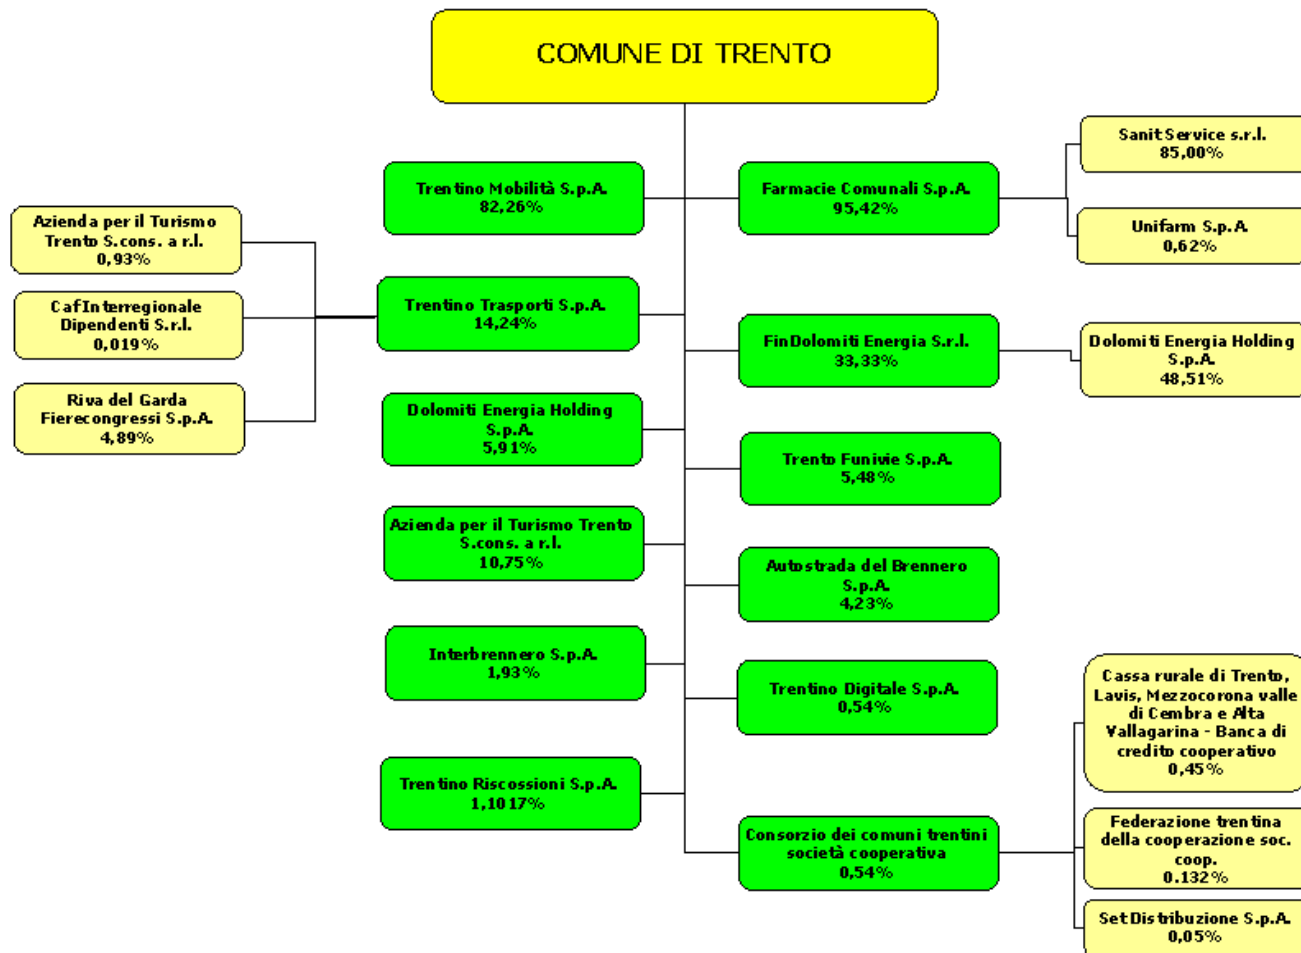 COMUNE DI TRENTO
Trentino Mobilità S.p.A.
82,26%
Farmacie Comunali S.p.A.
95,42%
Sanit Service s.r.l.
85,00%
Unifarm S.p.A.
0,62%
Azienda per il Turismo
Trento S.cons. a r.l.
0,93%
Caf Interregionale
Dipendenti S.r.l.
0,019%
Riva del Garda
Fierecongressi S.p.A.
4,89%
Trentino Trasporti S.p.A.
14,24%
FinDolomiti Energia S.r.l.
33,33%
Dolomiti Energia Holding
S.p.A.
48,51%
Dolomiti Energia Holding
S.p.A.
5,91%
Trento Funivie S.p.A.
5,48%
Azienda per il Turismo Trento
S.cons. a r.l.
10,75%
Autostrada del Brennero
S.p.A.
4,23%
Interbrennero S.p.A.
1,93%
Trentino Digitale S.p.A.
0,54%
Trentino Riscossioni S.p.A.
1,1017%
Consorzio dei comuni trentini
società cooperativa
0,54%
Cassa rurale di Trento,
Lavis, Mezzocorona valle
di Cembra e Alta
Vallagarina - Banca di
credito cooperativo
0,45%
Federazione trentina
della cooperazione soc.
coop.
0.132%
Set Distribuzione S.p.A.
0,05%